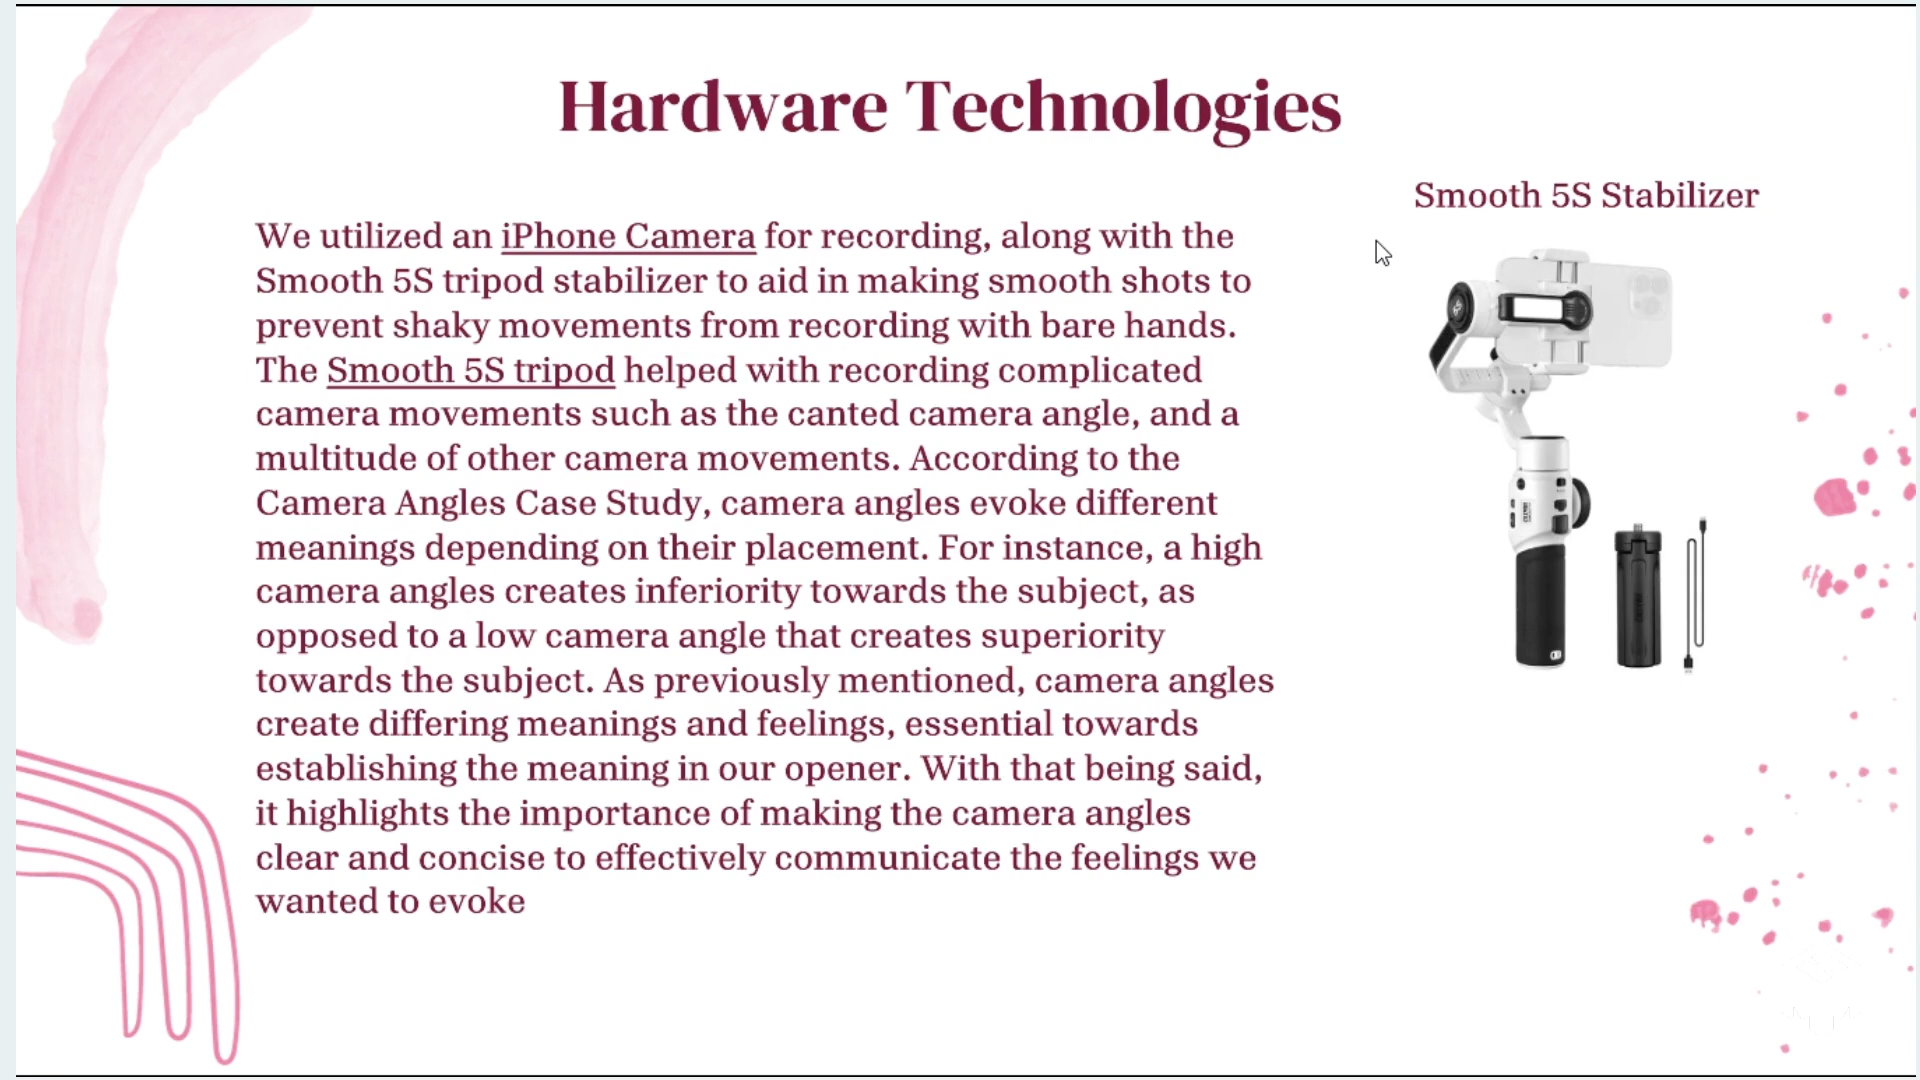 Hardware Technologies
Smooth 5S Stabilizer
We utilized an iPhone Camera for recording, along with the
Smooth 5S tripod stabilizer to aid in making smooth shots to
prevent shaky movements from recording with bare hands.
The Smooth 5S tripod helped with recording complicated
camera movements such as the canted camera angle, and a
multitude of other camera movements. According to the
Camera Angles Case Study, camera angles evoke different
meanings depending on their placement. For instance, a high
camera angles creates inferiority towards the subject, as
opposed to a low camera angle that creates superiority
towards the subject. As previously mentioned, camera angles
create differing meanings and feelings, essential towards
establishing the meaning in our opener. With that being said,
it highlights the importance of making the camera angles
clear and concise to effectively communicate the feelings we
wanted to evoke